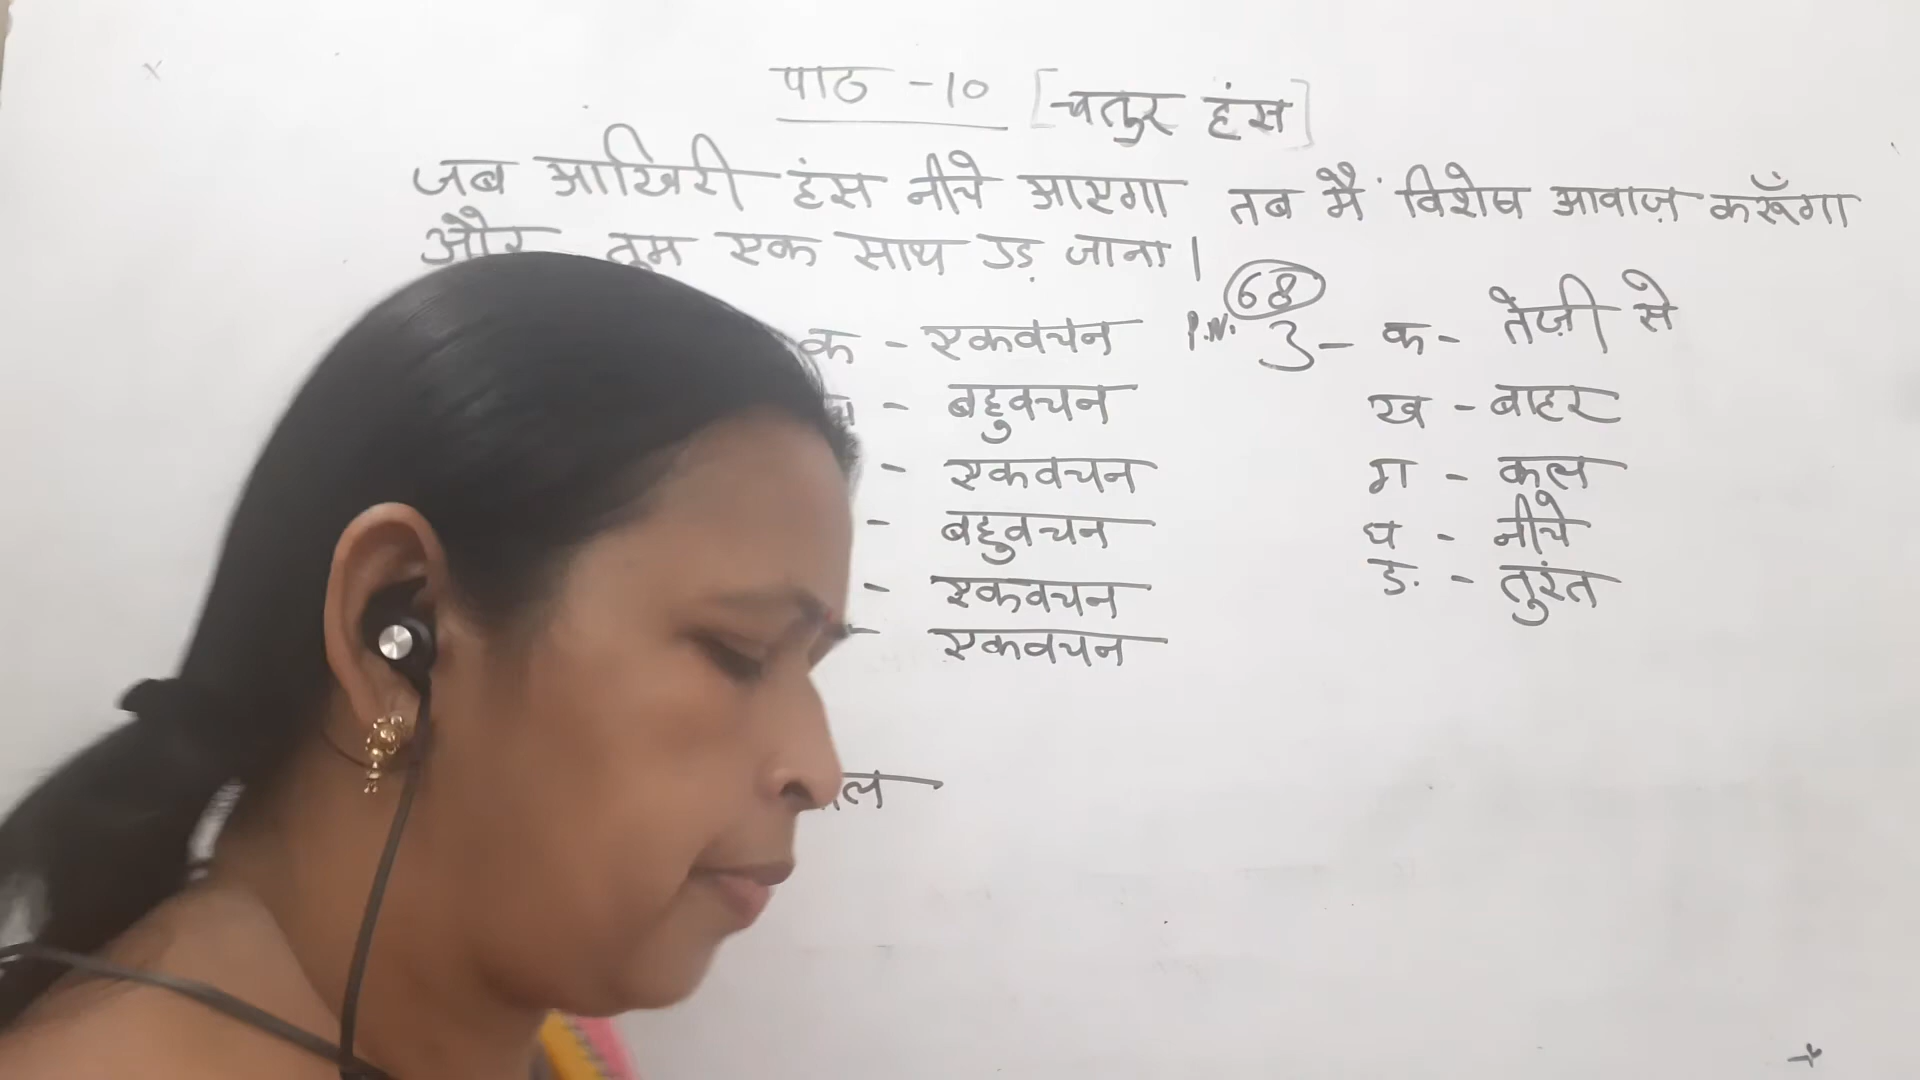 पाठ -10 [चतुर हंस]
जब आखिरी हंस नीचे आएगा तब मैं विशेष आवाज़ करूँगा
और तुम एक साथ उड़ जाना।
क - एकवचन
- बहुवचन
- एकवचन
- बहुवचन
- एकवचन
- एकवचन
P.N. 68
3- क- तेज़ी से
ख - बाहर
ग - कल
घ - नीचे
ङ - तुरंत